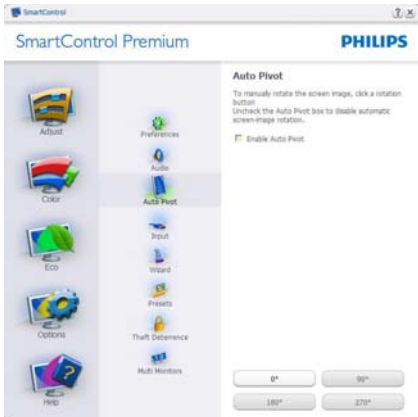 SmartControl
? ×
SmartControl Premium
PHILIPS
Adjust
Color
Eco
Options
Help
Preferences
Audio
Auto Pivot
Input
Wizard
Presets
Theft Deterrence
Multi Monitors
Auto Pivot
To manually rotate the screen image, click a rotation
button
Uncheck the Auto Pivot box to disable automatic
screen-image rotation.
Enable Auto Pivot
0°
90°
180°
270°